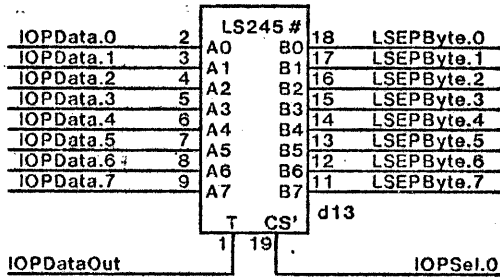 LS245 #
IOPData.0 2 A0 B0 18 LSEPByte.0
IOPData.1 3 A1 B1 17 LSEPByte.1
IOPData.2 4 A2 B2 16 LSEPByte.2
IOPData.3 5 A3 B3 15 LSEPByte.3
IOPData.4 6 A4 B4 14 LSEPByte.4
IOPData.5 7 A5 B5 13 LSEPByte.5
IOPData.6 8 A6 B6 12 LSEPByte.6
IOPData.7 9 A7 B7 11 LSEPByte.7
T CS' d13
1 19
IOPDataOut IOPSel.0